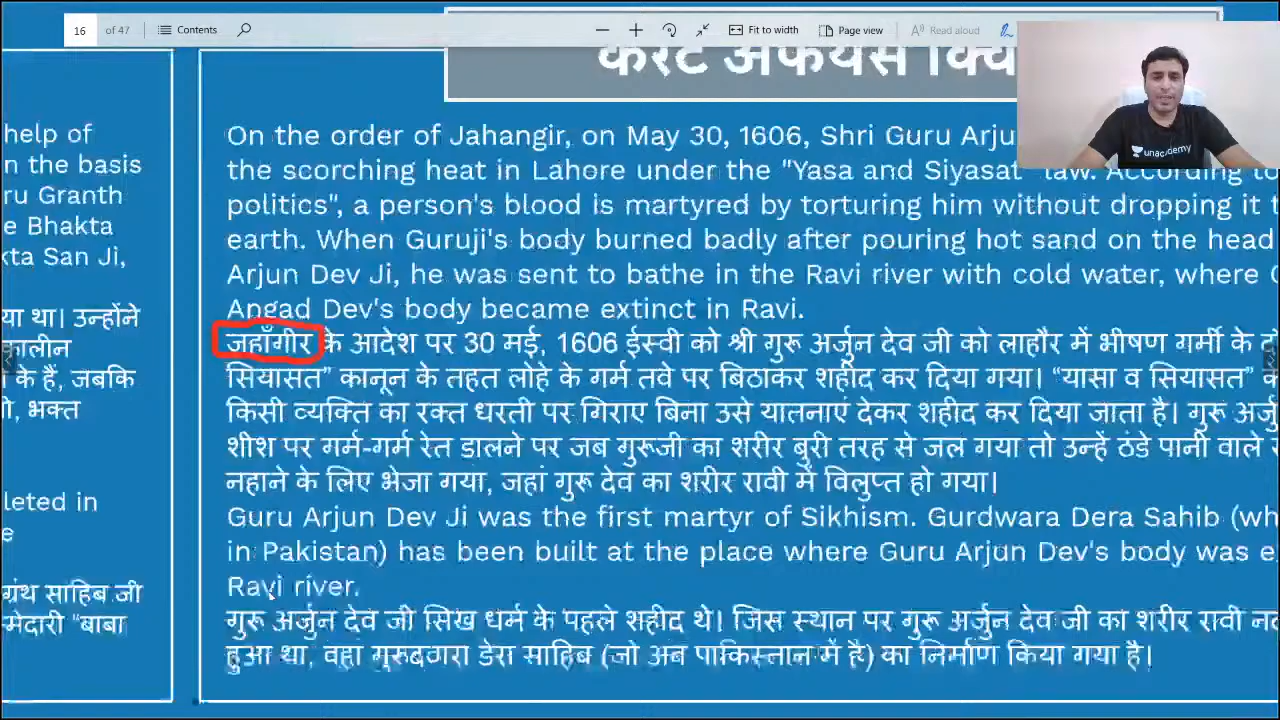 16 of 47 Contents Fit to width Page view Read aloud
करेंट अफेयर्स
unacademy
help of
n the basis
ru Granth
e Bhakta
kta San Ji,
या था। उन्होंने
कालीन
के हैं, जबकि
ो, भक्त
leted in
e
ग्रंथ साहिब जी
म्मेदारी "बाबा
On the order of Jahangir, on May 30, 1606, Shri Guru Arju
the scorching heat in Lahore under the "Yasa and Siyasat" law. According to
politics", a person's blood is martyred by torturing him without dropping it t
earth. When Guruji's body burned badly after pouring hot sand on the head
Arjun Dev Ji, he was sent to bathe in the Ravi river with cold water, where
Angad Dev's body became extinct in Ravi.
जहाँगीर के आदेश पर 30 मई, 1606 ईस्वी को श्री गुरू अर्जुन देव जी को लाहौर में भीषण गर्मी के
सियासत” कानून के तहत लोहे के गर्म तवे पर बिठाकर शहीद कर दिया गया। “यासा व सियासत”
किसी व्यक्ति का रक्त धरती पर गिराए बिना उसे यातनाएं देकर शहीद कर दिया जाता है। गुरू अर्जु
शीश पर गर्म-गर्म रेत डालने पर जब गुरूजी का शरीर बुरी तरह से जल गया तो उन्हें ठंडे पानी वाले
नहाने के लिए भेजा गया, जहां गुरू देव का शरीर रावी में विलुप्त हो गया।
Guru Arjun Dev Ji was the first martyr of Sikhism. Gurdwara Dera Sahib (wh
in Pakistan) has been built at the place where Guru Arjun Dev's body was e
Ravi river.
गुरू अर्जुन देव जी सिख धर्म के पहले शहीद थे। जिस स्थान पर गुरू अर्जुन देव जी का शरीर रावी
हुआ था, वहां गुरूद्वारा डेरा साहिब (जो अब पाकिस्तान में है) का निर्माण किया गया है।